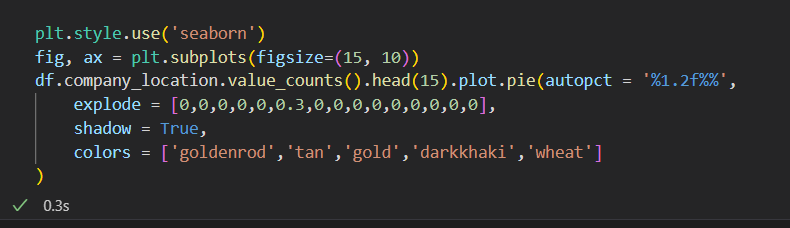 plt.style.use('seaborn')
fig, ax = plt.subplots(figsize=(15, 10))
df.company_location.value_counts().head(15).plot.pie(autopct = '%1.2f%%',
    explode = [0,0,0,0,0,0.3,0,0,0,0,0,0,0,0,0],
    shadow = True,
    colors = ['goldenrod','tan','gold','darkkhaki','wheat']
)
0.3s